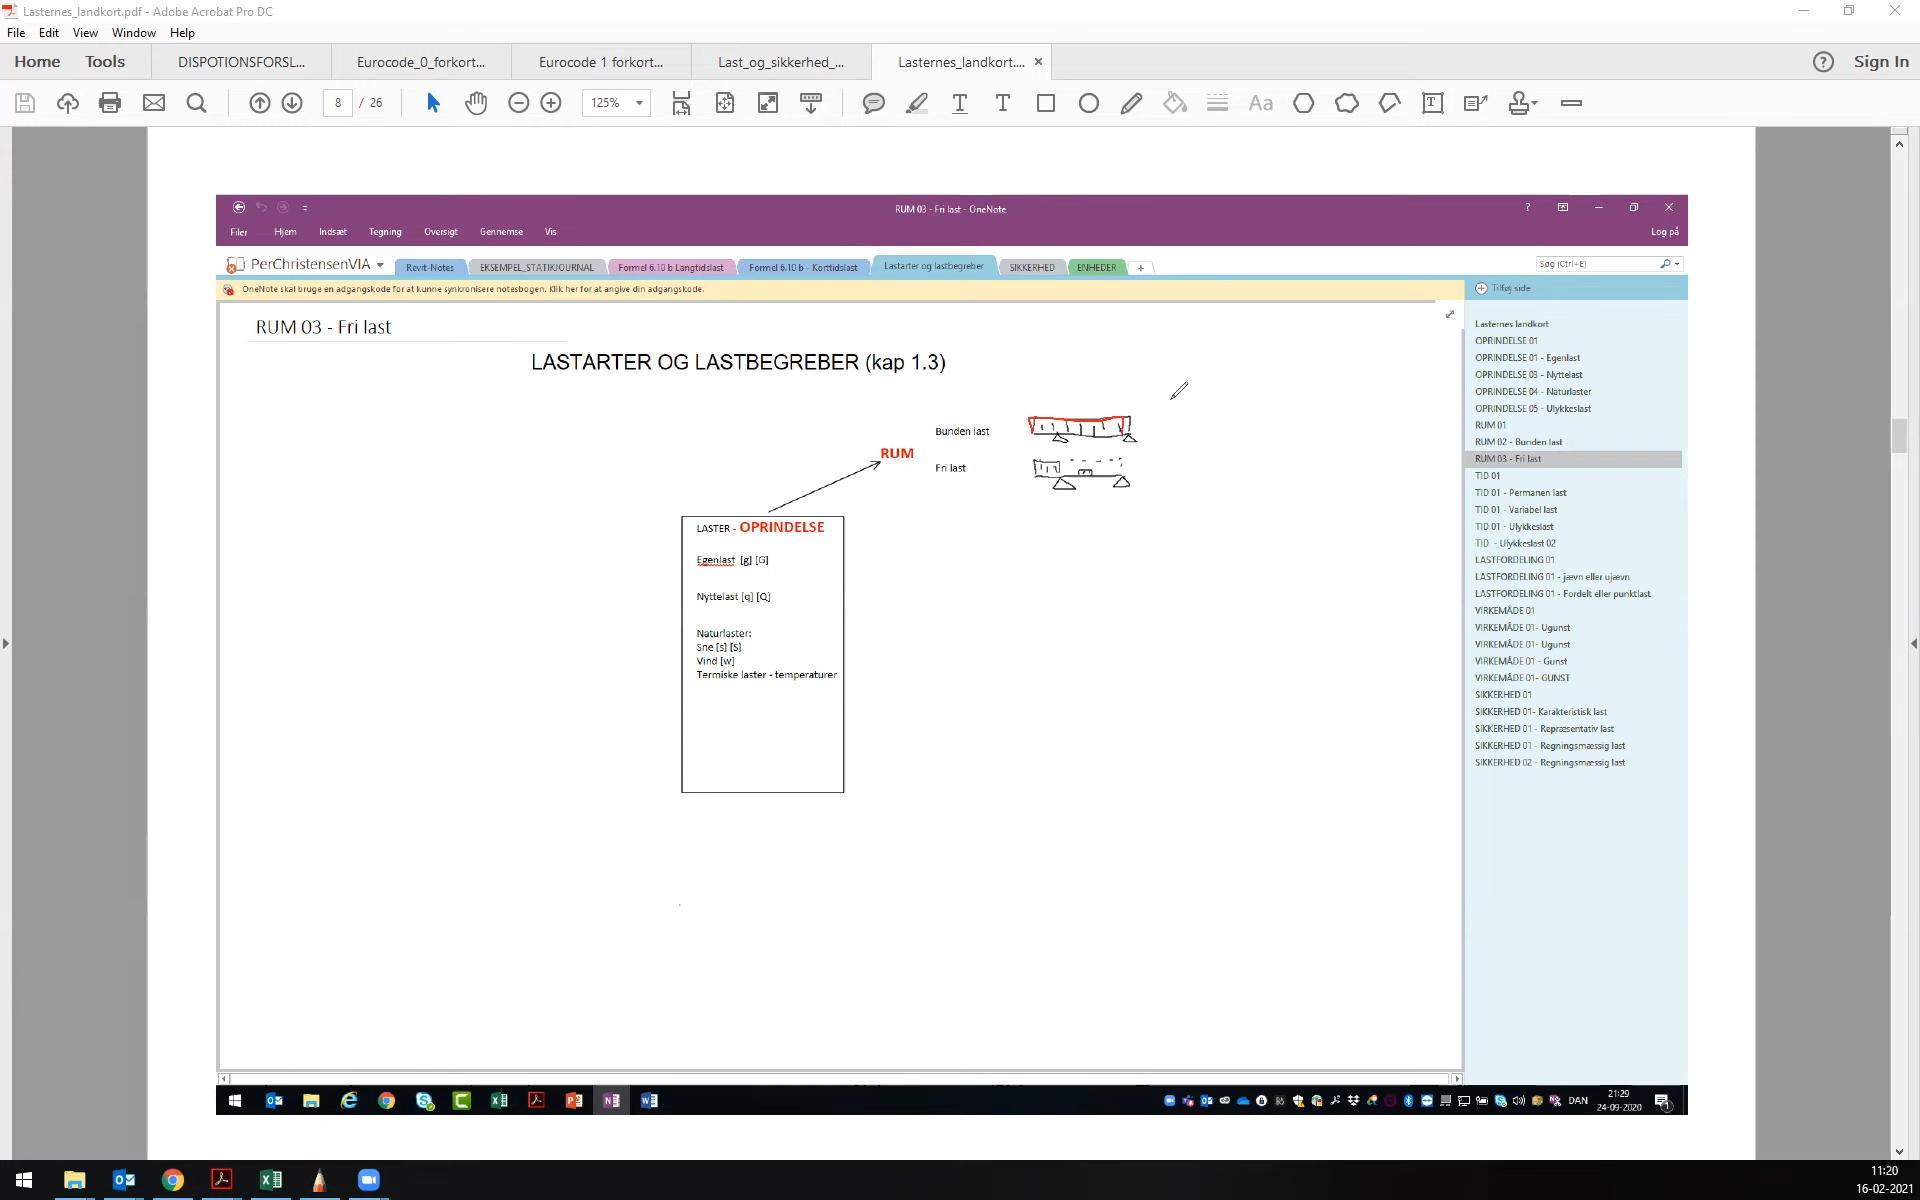 Lasternes_landkort.pdf - Adobe Acrobat Pro DC
File Edit View Window Help
Home Tools DISPOTIONSFORSL... Eurocode_0_forkort... Eurocode 1 forkort... Last_og_sikkerhed_... Lasternes_landkort.... Sign In
8 / 26 125%
RUM 03 - Fri last - OneNote
Filer Hjem Indsæt Tegning Oversigt Gennemse Vis Log på
PerChristensenVIA Revit-Notes EKSEMPEL_STATIKJOURNAL Formel 6.10 b Langtidslast Formel 6.10 b - Korttidslast Lastarter og lastbegreber SIKKERHED ENHEDER + Søg (Ctrl+E)
OneNote skal bruge en adgangskode for at kunne synkronisere notesbogen. Klik her for at angive din adgangskode.
RUM 03 - Fri last
LASTARTER OG LASTBEGREBER (kap 1.3)
Bunden last
RUM
Fri last
LASTER - OPRINDELSE
Egenlast [g] [G]
Nyttelast [q] [Q]
Naturlaster:
Sne [s] [S]
Vind [w]
Termiske laster - temperaturer
Tilføj side
Lasternes landkort
OPRINDELSE 01
OPRINDELSE 01 - Egenlast
OPRINDELSE 03 - Nyttelast
OPRINDELSE 04 - Naturlaster
OPRINDELSE 05 - Ulykkeslast
RUM 01
RUM 02 - Bunden last
RUM 03 - Fri last
TID 01
TID 01 - Permanen last
TID 01 - Variabel last
TID 01 - Ulykkeslast
TID - Ulykkeslast 02
LASTFORDELING 01
LASTFORDELING 01 - jævn eller ujævn
LASTFORDELING 01 - Fordelt eller punktlast
VIRKEMÅDE 01
VIRKEMÅDE 01- Ugunst
VIRKEMÅDE 01- Ugunst
VIRKEMÅDE 01 - Gunst
VIRKEMÅDE 01- GUNST
SIKKERHED 01
SIKKERHED 01- Karakteristisk last
SIKKERHED 01 - Repræsentativ last
SIKKERHED 01 - Regningsmæssig last
SIKKERHED 02 - Regningsmæssig last
DAN 21:29
24-09-2020
11:20
16-02-2021